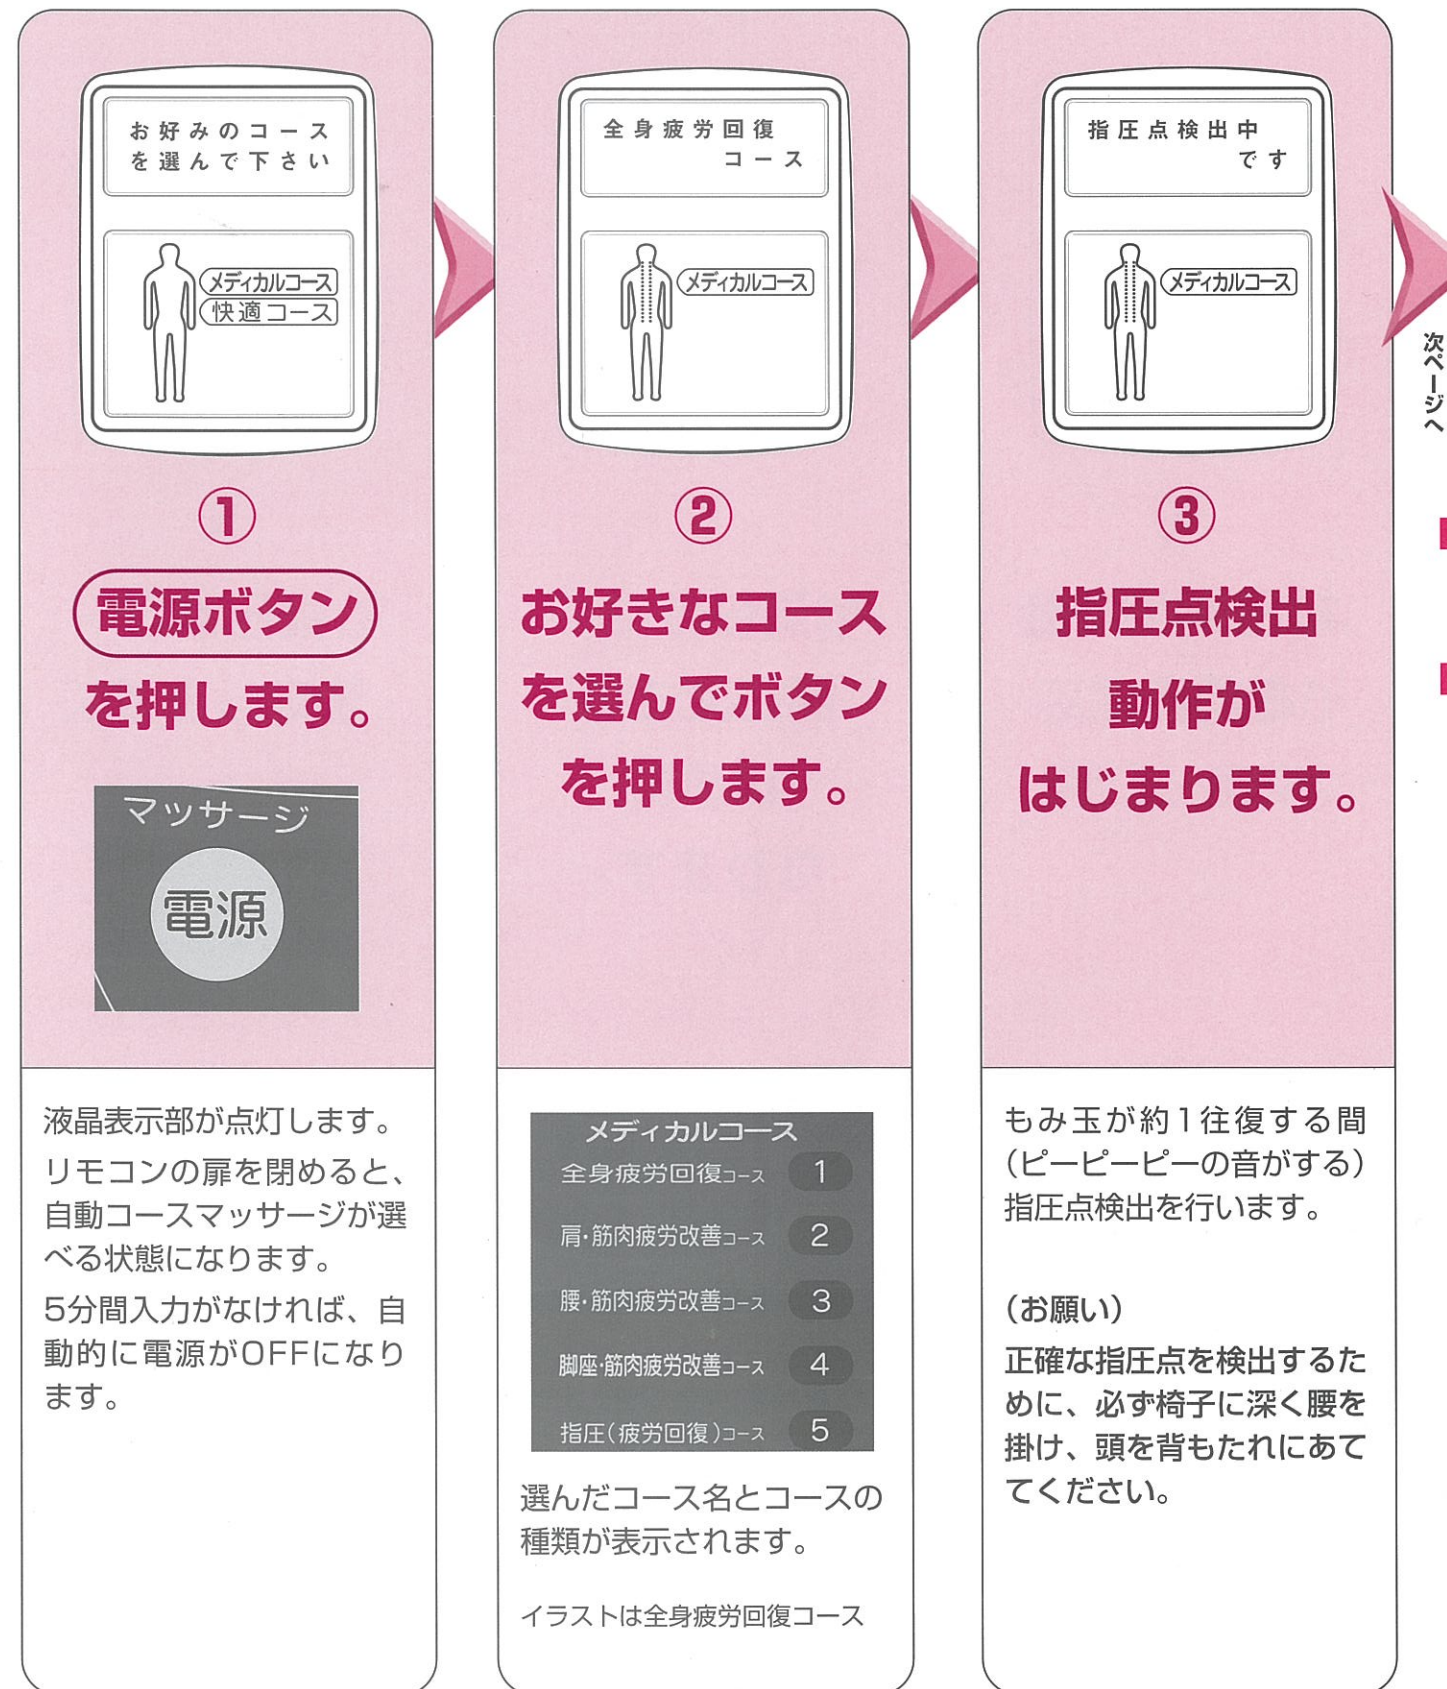 お好みのコース
を選んで下さい
メディカルコース
快適コース
①
電源ボタン
を押します。
マッサージ
電源
液晶表示部が点灯します。
リモコンの扉を閉めると、
自動コースマッサージが選
べる状態になります。
5分間入力がなければ、自
動的に電源がOFFになり
ます。
全身疲労回復
コース
メディカルコース
②
お好きなコース
を選んでボタン
を押します。
メディカルコース
全身疲労回復コース 1
肩・筋肉疲労改善コース 2
腰・筋肉疲労改善コース 3
脚座・筋肉疲労改善コース 4
指圧(疲労回復)コース 5
選んだコース名とコースの
種類が表示されます。
イラストは全身疲労回復コース
指圧点検出中
です
メディカルコース
③
指圧点検出
動作が
はじまります。
もみ玉が約1往復する間
(ピーピーピーの音がする)
指圧点検出を行います。
(お願い)
正確な指圧点を検出するた
めに、必ず椅子に深く腰を
掛け、頭を背もたれにあて
てください。
次ページへ